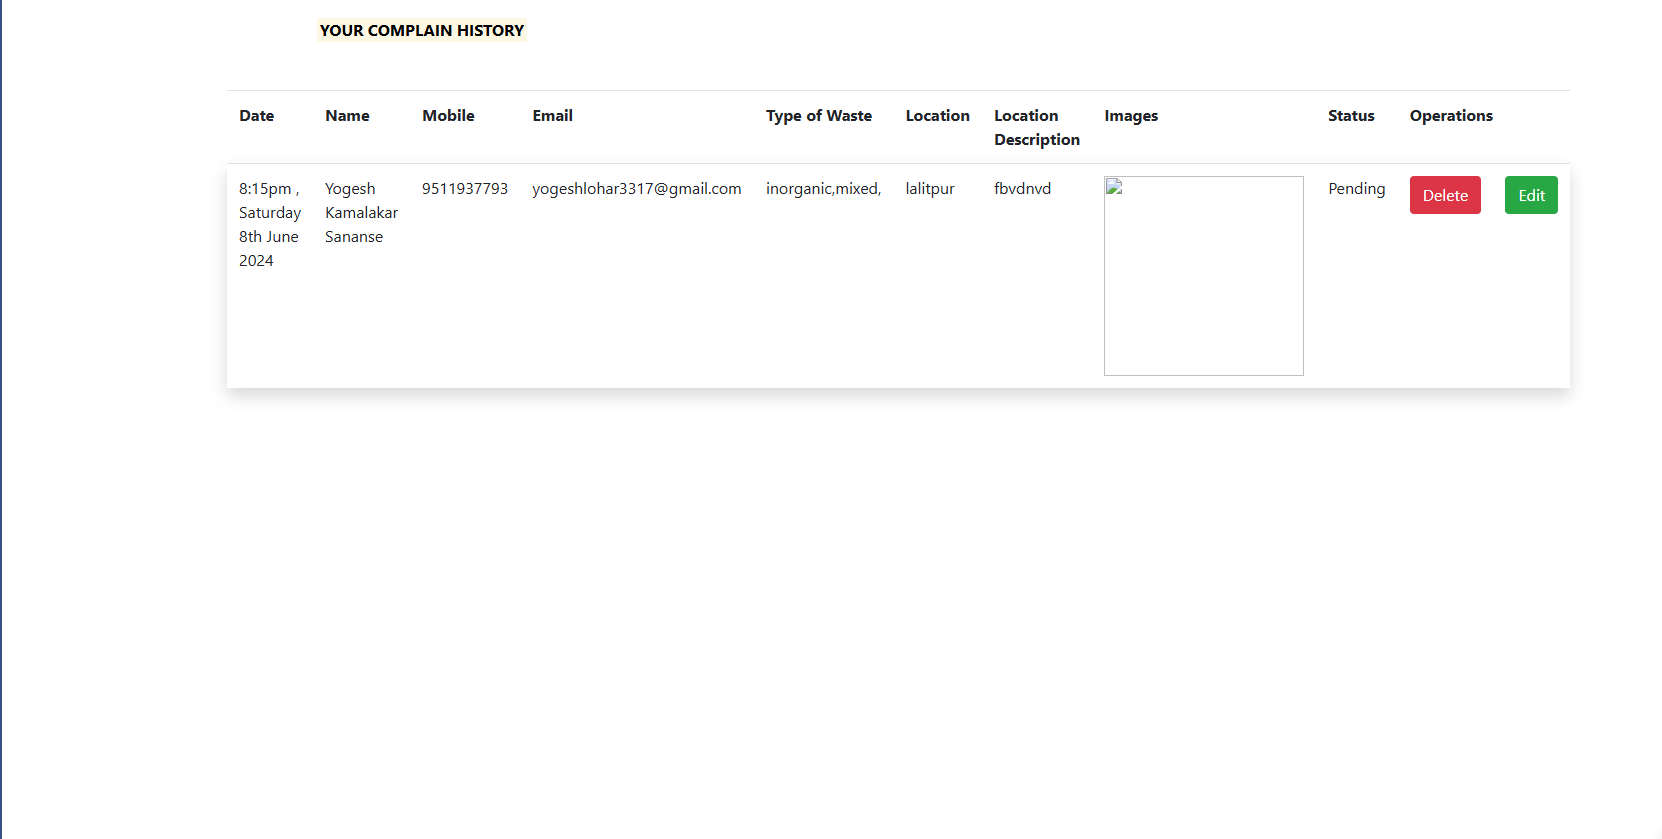 YOUR COMPLAIN HISTORY
Date Name Mobile Email Type of Waste Location Location Description Images Status Operations
8:15pm , Saturday 8th June 2024 Yogesh Kamalakar Sananse 9511937793 yogeshlohar3317@gmail.com inorganic,mixed, lalitpur fbvdnvd Pending Delete Edit